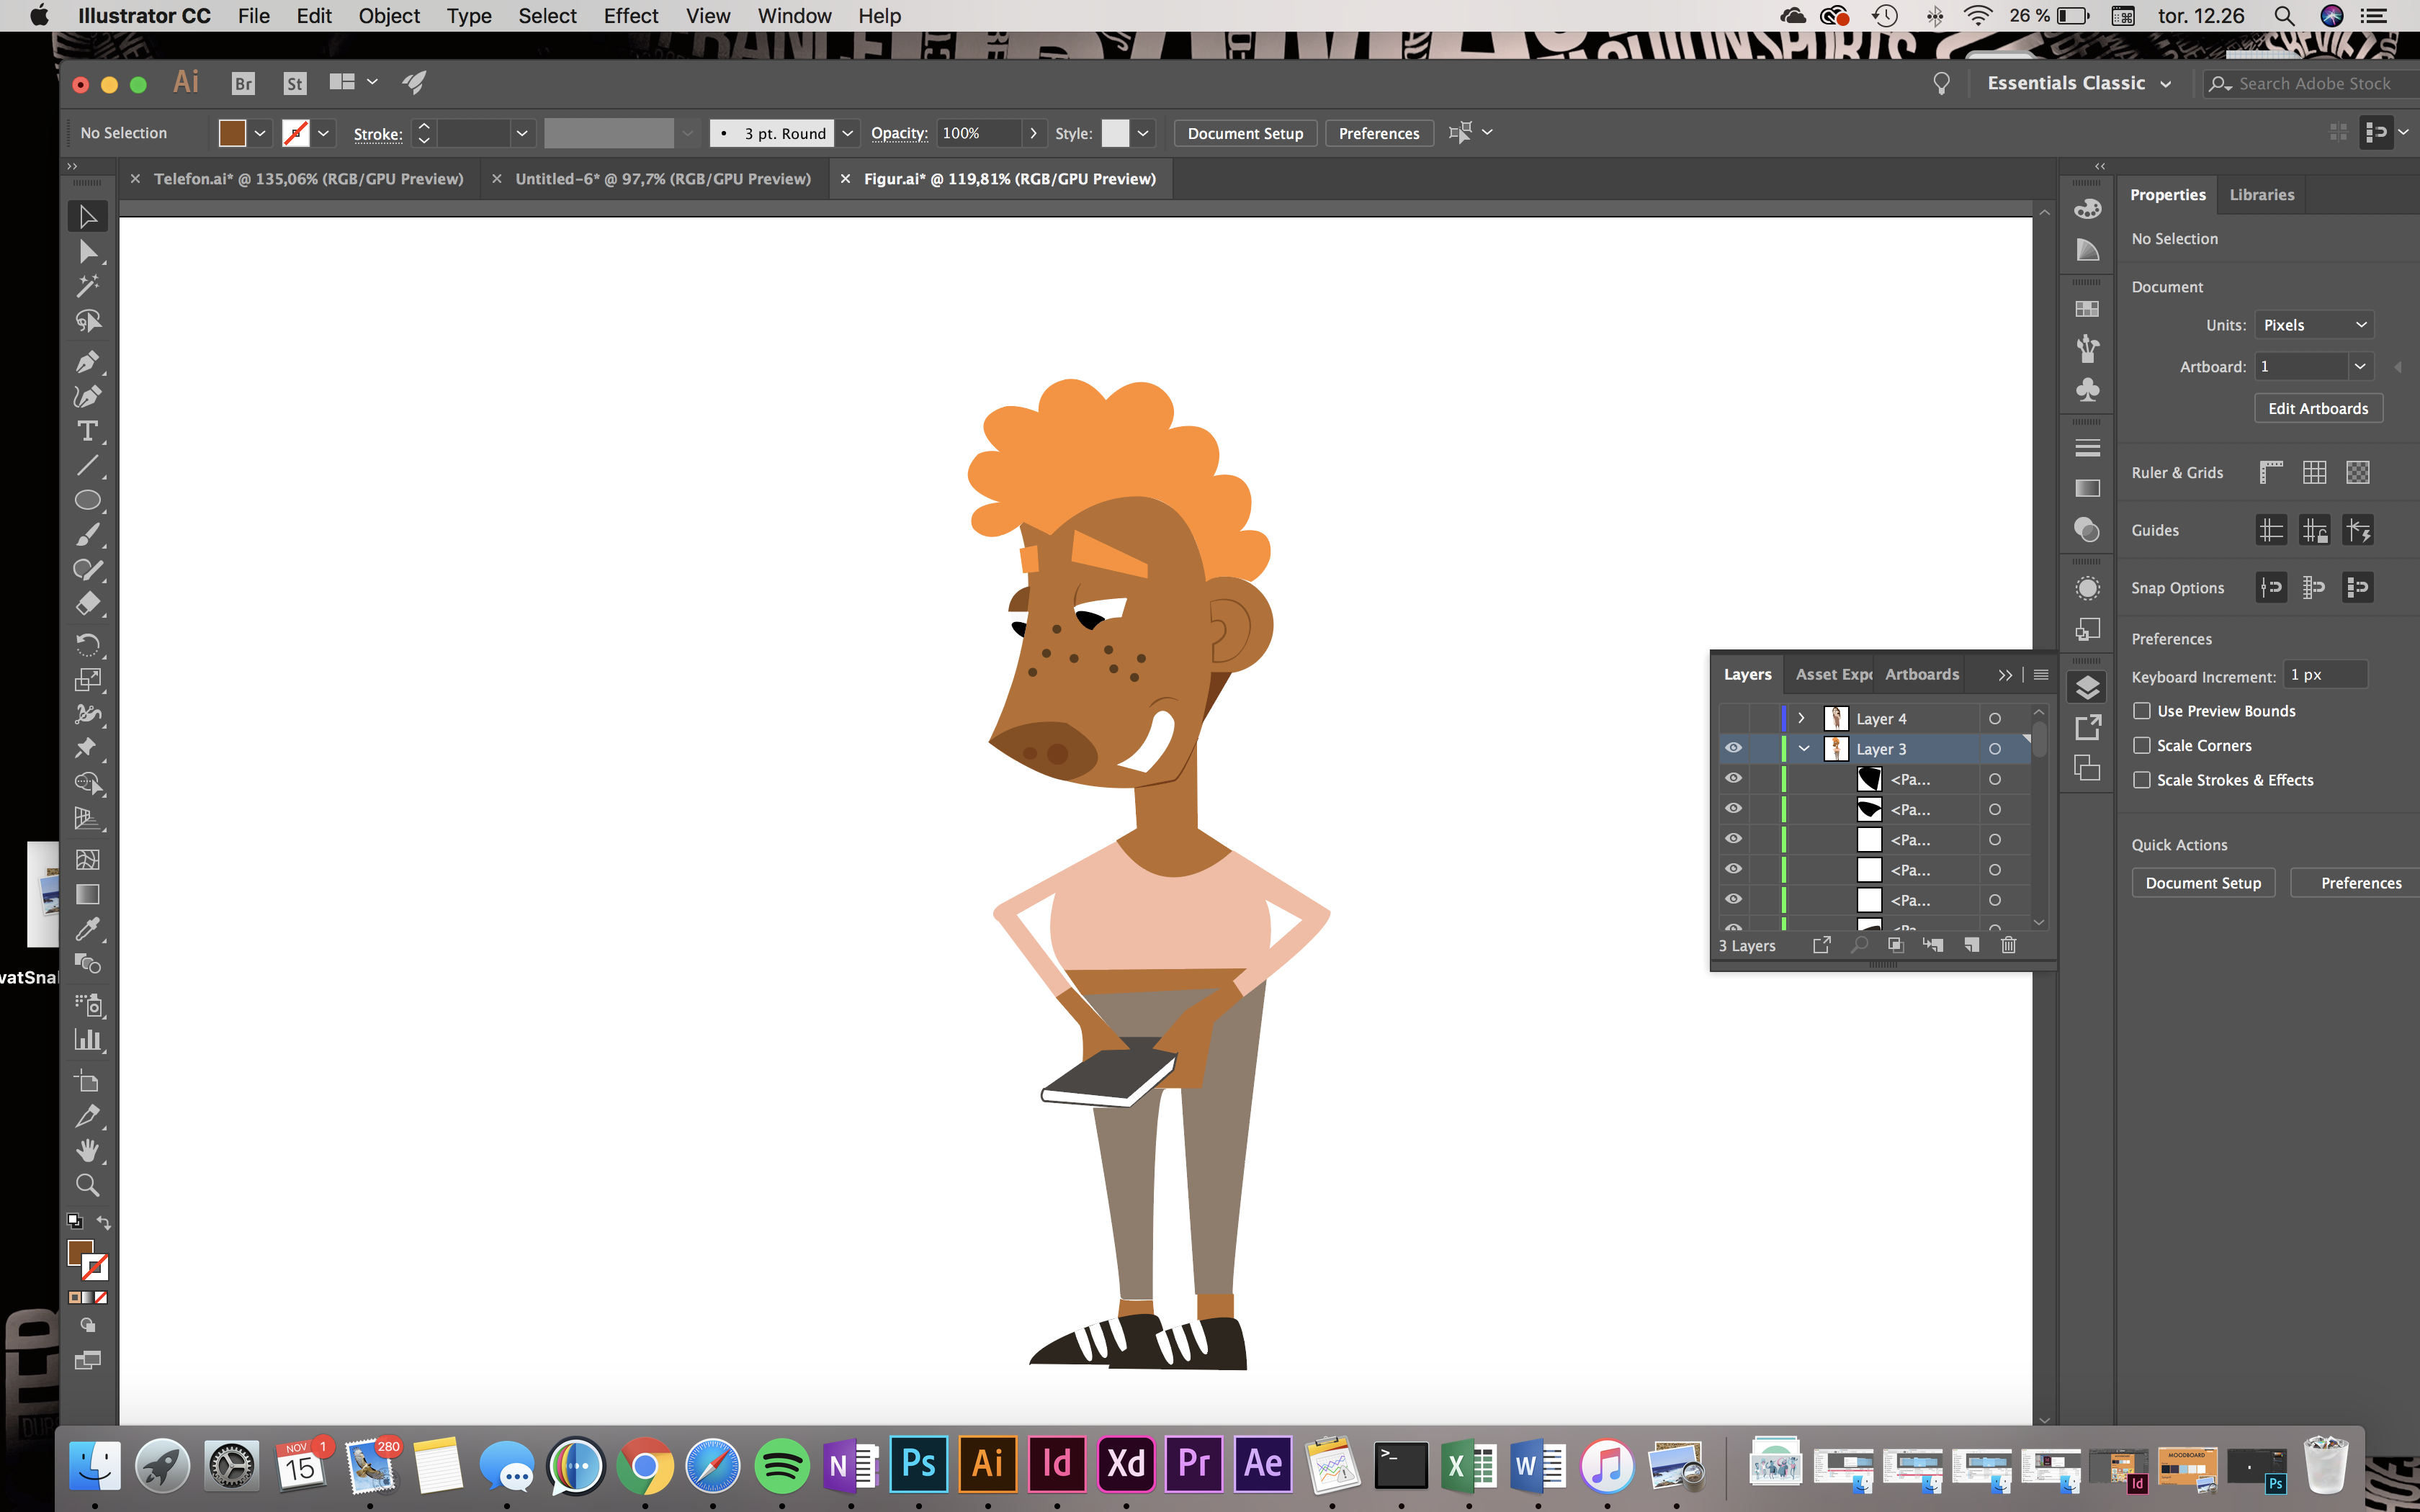 Illustrator CC File Edit Object Type Select Effect View Window Help 26 % tor. 12.26
Ai Br St Essentials Classic Search Adobe Stock
No Selection Stroke: 3 pt. Round Opacity: 100% Style: Document Setup Preferences
Telefon.ai* @ 135,06% (RGB/GPU Preview) Untitled-6* @ 97,7% (RGB/GPU Preview) Figur.ai* @ 119,81% (RGB/GPU Preview)
Properties Libraries
No Selection
Document
Units: Pixels
Artboard: 1
Edit Artboards
Ruler & Grids
Guides
Snap Options
Preferences
Keyboard Increment: 1 px
Use Preview Bounds
Scale Corners
Scale Strokes & Effects
Quick Actions
Document Setup Preferences
Layers Asset Expo Artboards
Layer 4
Layer 3
<Pa...
<Pa...
<Pa...
<Pa...
<Pa...
<Pa...
3 Layers
vatSnal
NOV 1 280
15 N Ps Ai Id Xd Pr Ae >_ X W MOODBOARD Id Ps